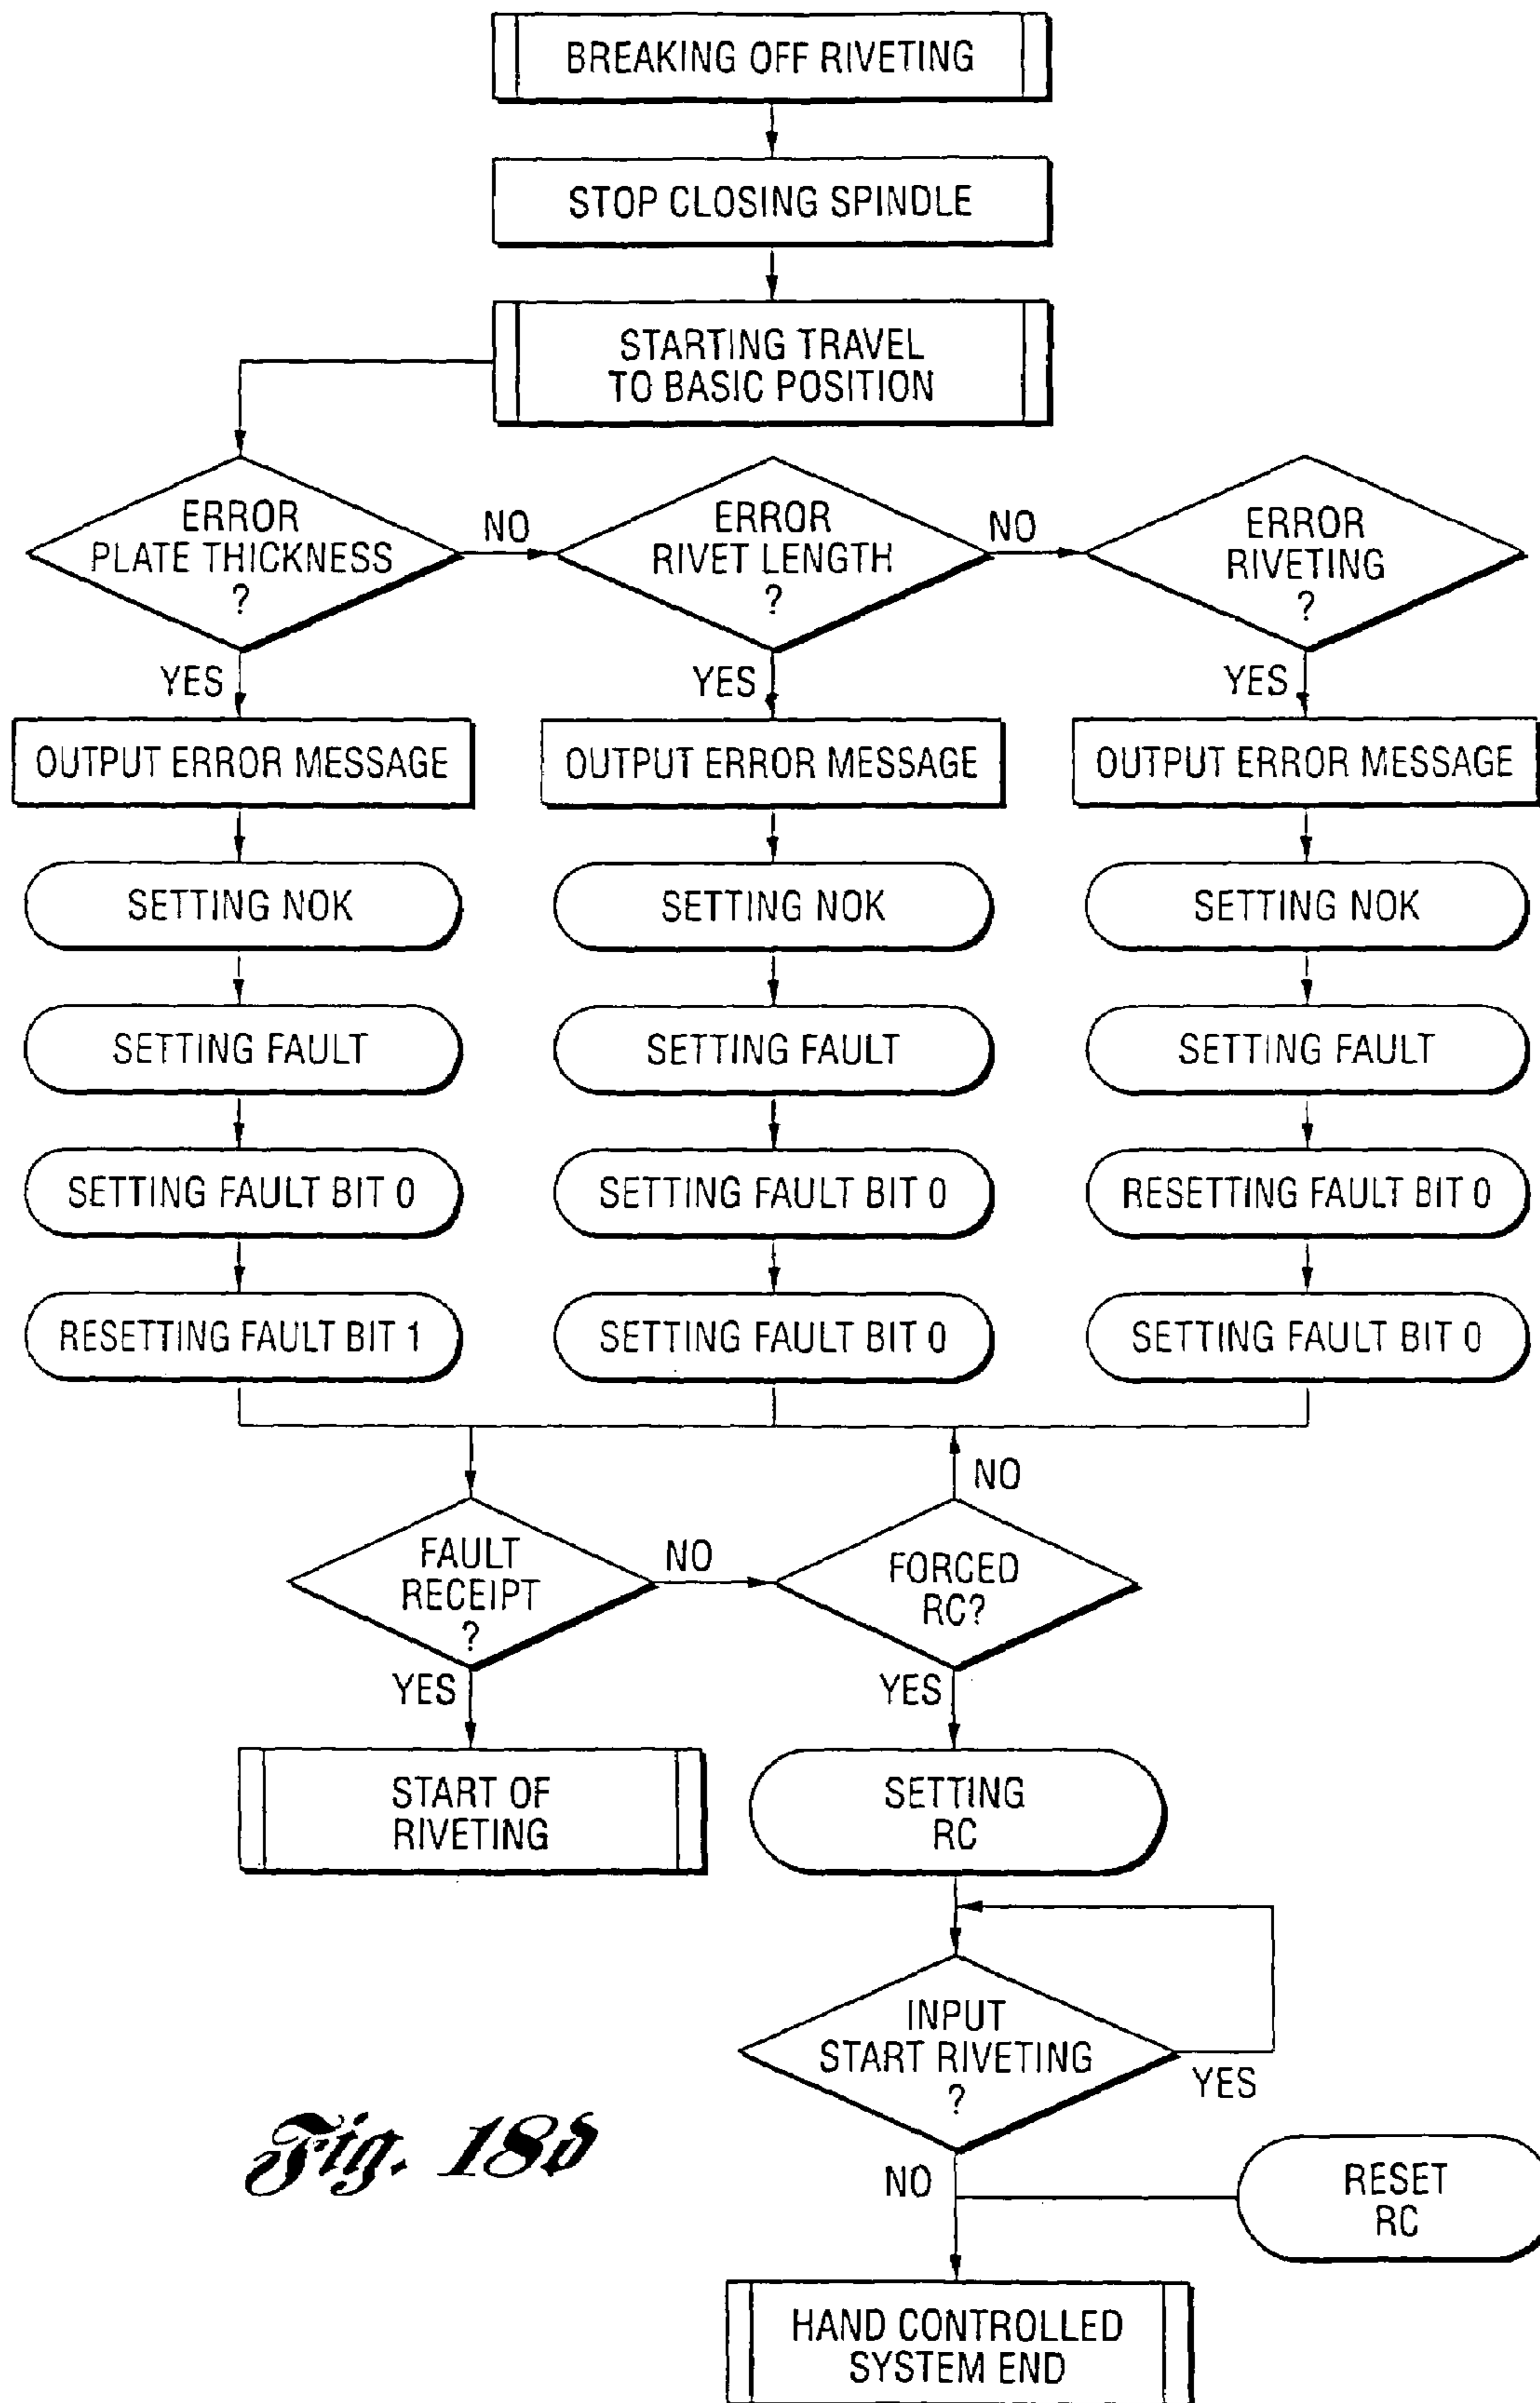 BREAKING OFF RIVETING
STOP CLOSING SPINDLE
STARTING TRAVEL
TO BASIC POSITION
ERROR
PLATE THICKNESS
?
NO
ERROR
RIVET LENGTH
?
NO
ERROR
RIVETING
?
YES
YES
YES
OUTPUT ERROR MESSAGE
OUTPUT ERROR MESSAGE
OUTPUT ERROR MESSAGE
SETTING NOK
SETTING NOK
SETTING NOK
SETTING FAULT
SETTING FAULT
SETTING FAULT
SETTING FAULT BIT 0
SETTING FAULT BIT 0
RESETTING FAULT BIT 0
RESETTING FAULT BIT 1
SETTING FAULT BIT 0
SETTING FAULT BIT 0
NO
FAULT
RECEIPT
?
NO
FORCED
RC?
YES
YES
START OF
RIVETING
SETTING
RC
INPUT
START RIVETING
?
YES
NO
RESET
RC
HAND CONTROLLED
SYSTEM END
Fig. 18b